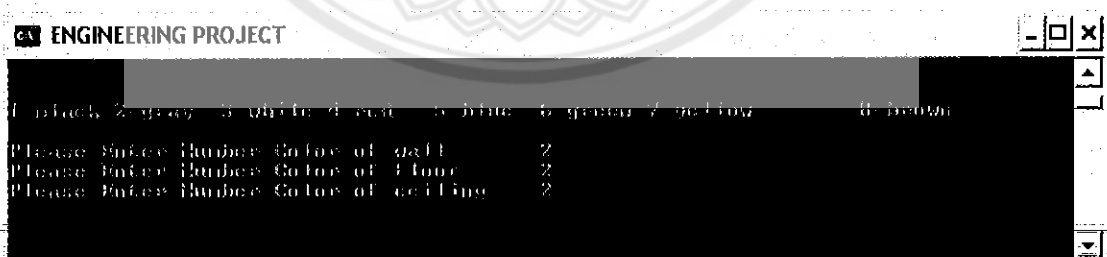 ENGINEERING PROJECT
1 black 2-gray 3 white 4 red 5 blue 6 green 7 yellow 8-brown
Please Enter Number Color of wall 2
Please Enter Number Color of floor 2
Please Enter Number Color of ceiling 2